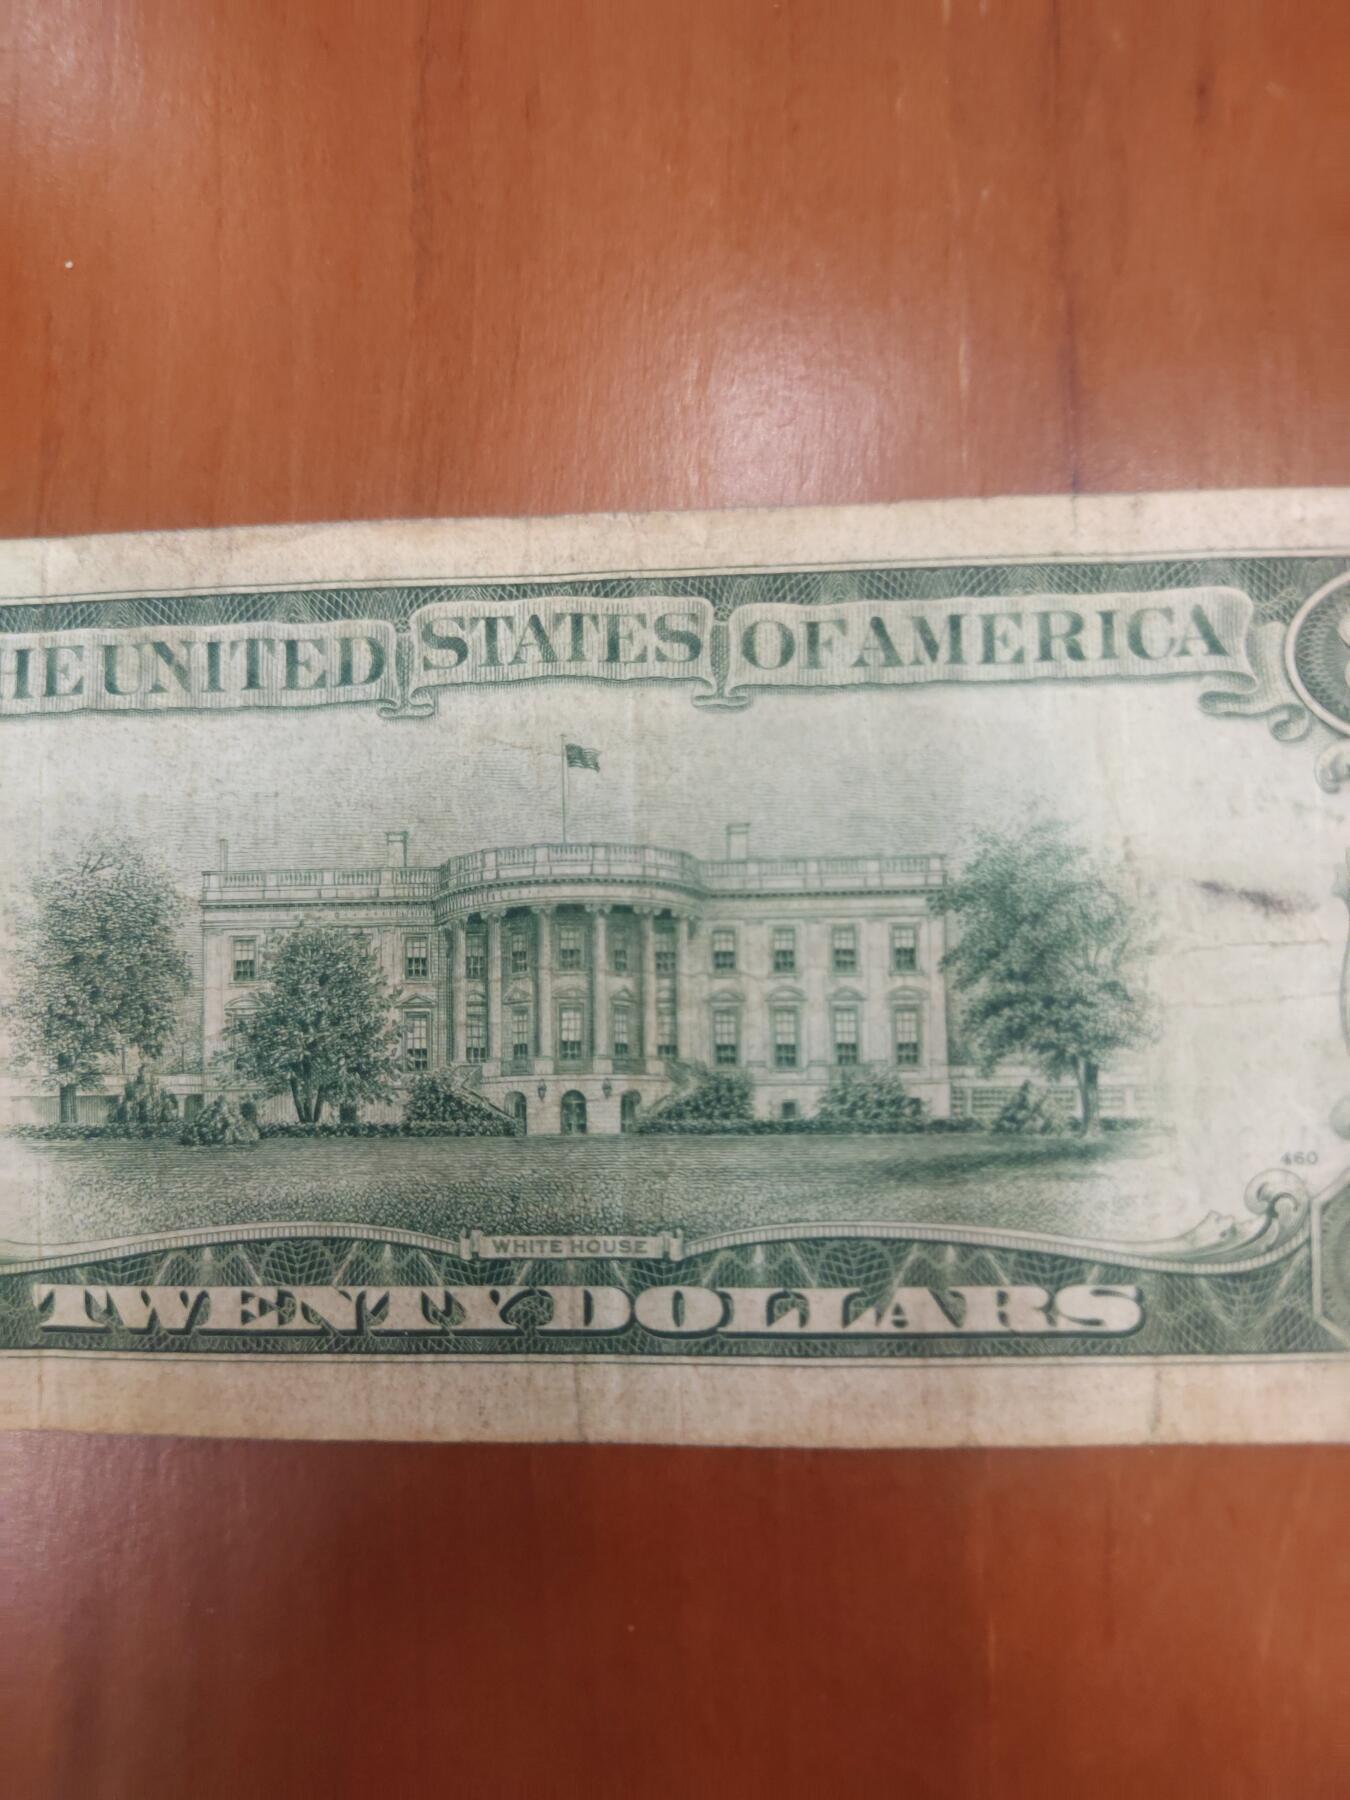 HE UNITED STATES OF AMERICA
460
WHITE HOUSE
TWENTY DOLLARS